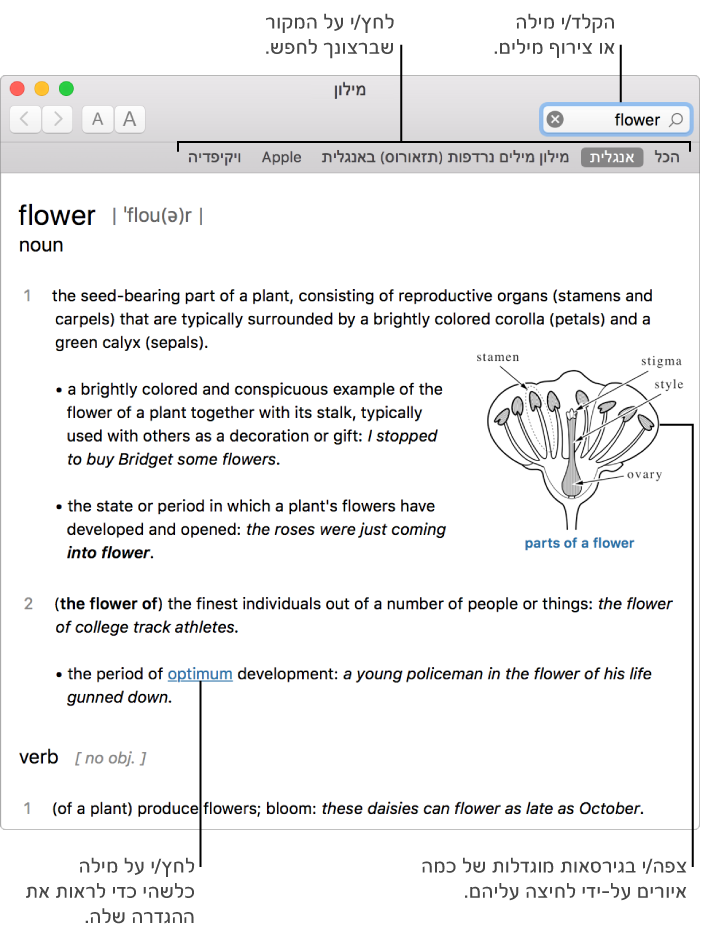 הקלד/י מילה
או צירוף מילים.
לחץ/י על המקור
שברצונך לחפש.
מילון
A A
flower
הכל אנגלית מילון מילים נרדפות (תזאורוס) באנגלית Apple ויקיפדיה
flower | ˈflou(ə)r |
noun
1 the seed-bearing part of a plant, consisting of reproductive organs (stamens and
carpels) that are typically surrounded by a brightly colored corolla (petals) and a
green calyx (sepals).
• a brightly colored and conspicuous example of the
flower of a plant together with its stalk, typically
used with others as a decoration or gift: I stopped
to buy Bridget some flowers.
• the state or period in which a plant's flowers have
developed and opened: the roses were just coming
into flower.
stamen
stigma
style
ovary
parts of a flower
2 (the flower of) the finest individuals out of a number of people or things: the flower
of college track athletes.
• the period of optimum development: a young policeman in the flower of his life
gunned down.
verb [ no obj. ]
1 (of a plant) produce flowers; bloom: these daisies can flower as late as October.
צפה/י בגירסאות מוגדלות של כמה
איורים על-ידי לחיצה עליהם.
לחץ/י על מילה
כלשהי כדי לראות את
ההגדרה שלה.